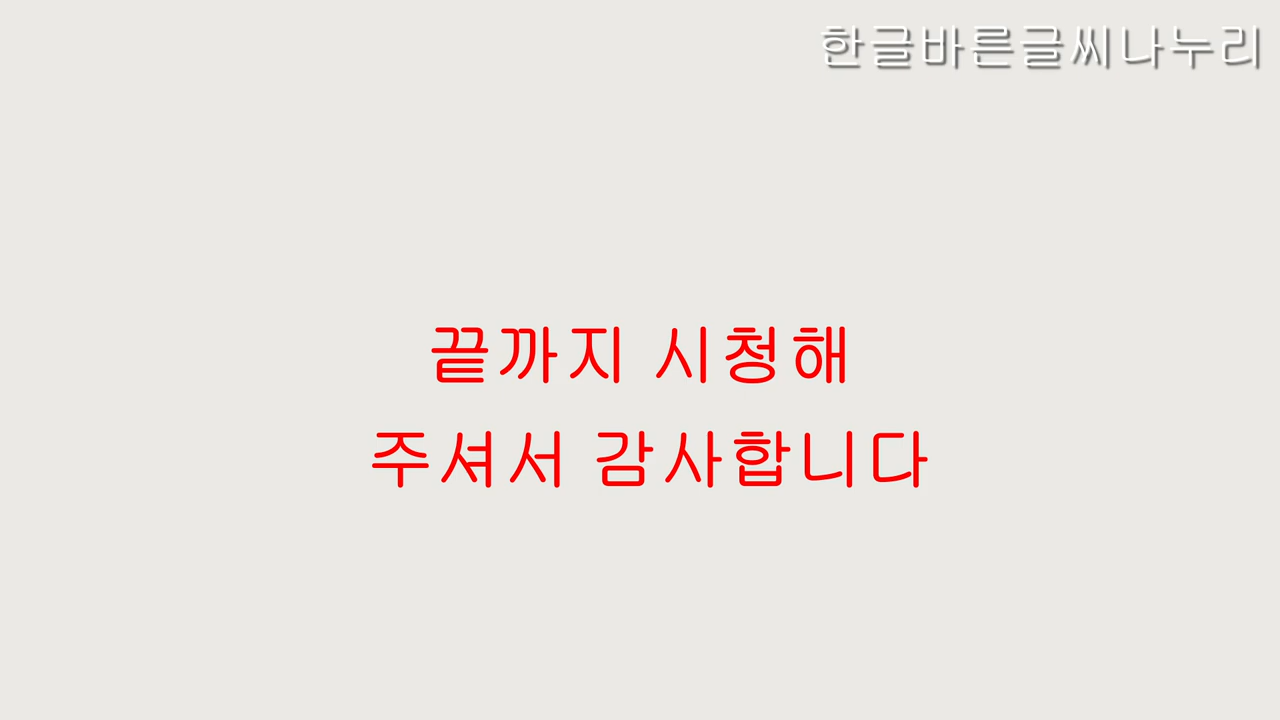 한글바른글씨나누리
끝까지 시청해
주셔서 감사합니다